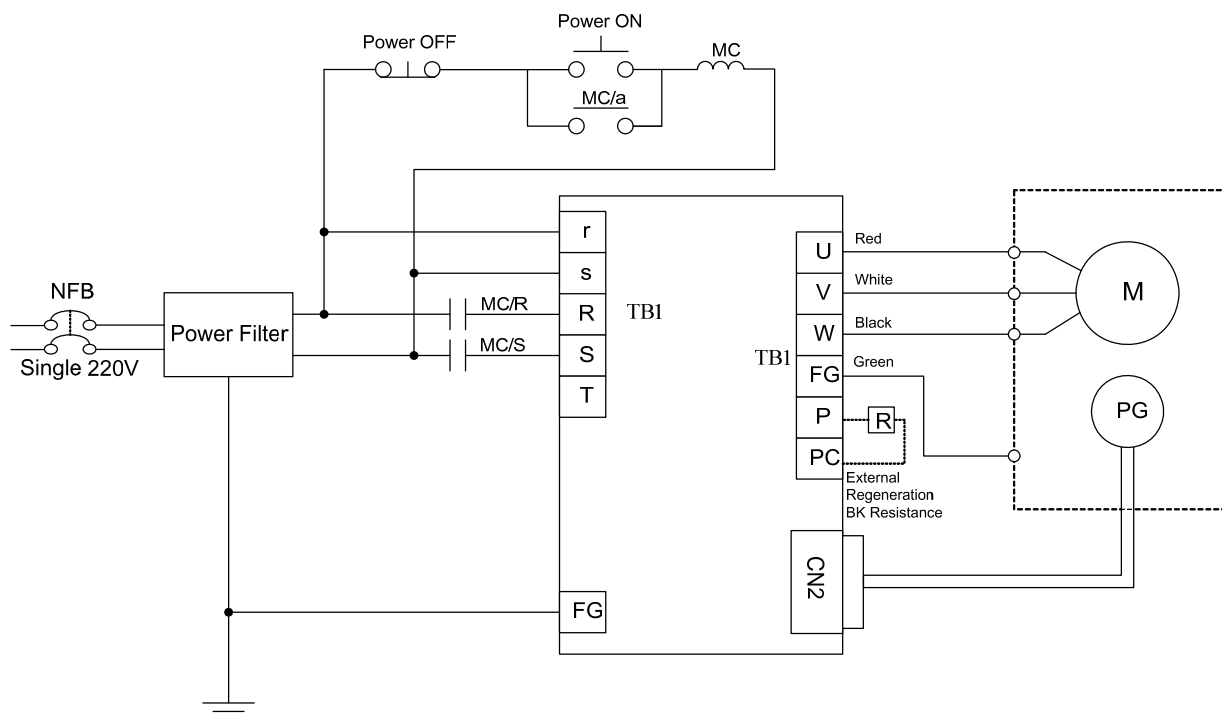 Power ON
Power OFF
MC
MC/a
r
s
NFB
MC/R
R
TB1
Power Filter
MC/S
S
Single 220V
T
FG
U
Red
V
White
W
Black
TB1
FG
Green
P
R
PC
External
Regeneration
BK Resistance
CN2
M
PG